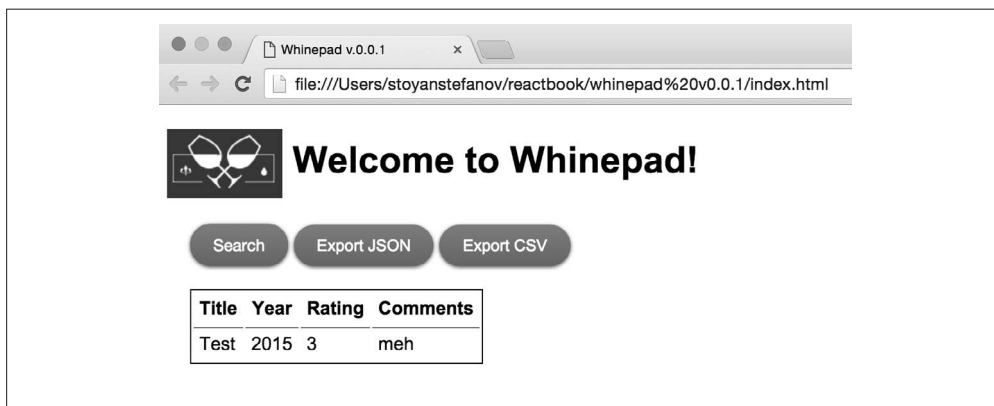 Whinepad v.0.0.1
file:///Users/stoyanstefanov/reactbook/whinepad%20v0.0.1/index.html
Welcome to Whinepad!
Search Export JSON Export CSV
Title Year Rating Comments
Test 2015 3 meh